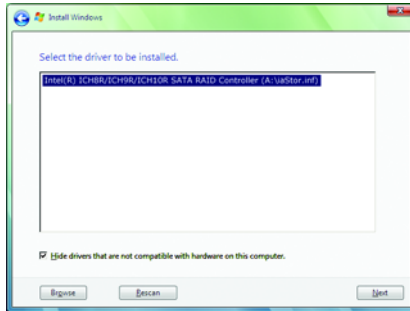 Install Windows
Select the driver to be installed.
Intel(R) ICH8R/ICH9R/ICH10R SATA RAID Controller (A:\iaStor.inf)
Hide drivers that are not compatible with hardware on this computer.
Browse
Rescan
Next